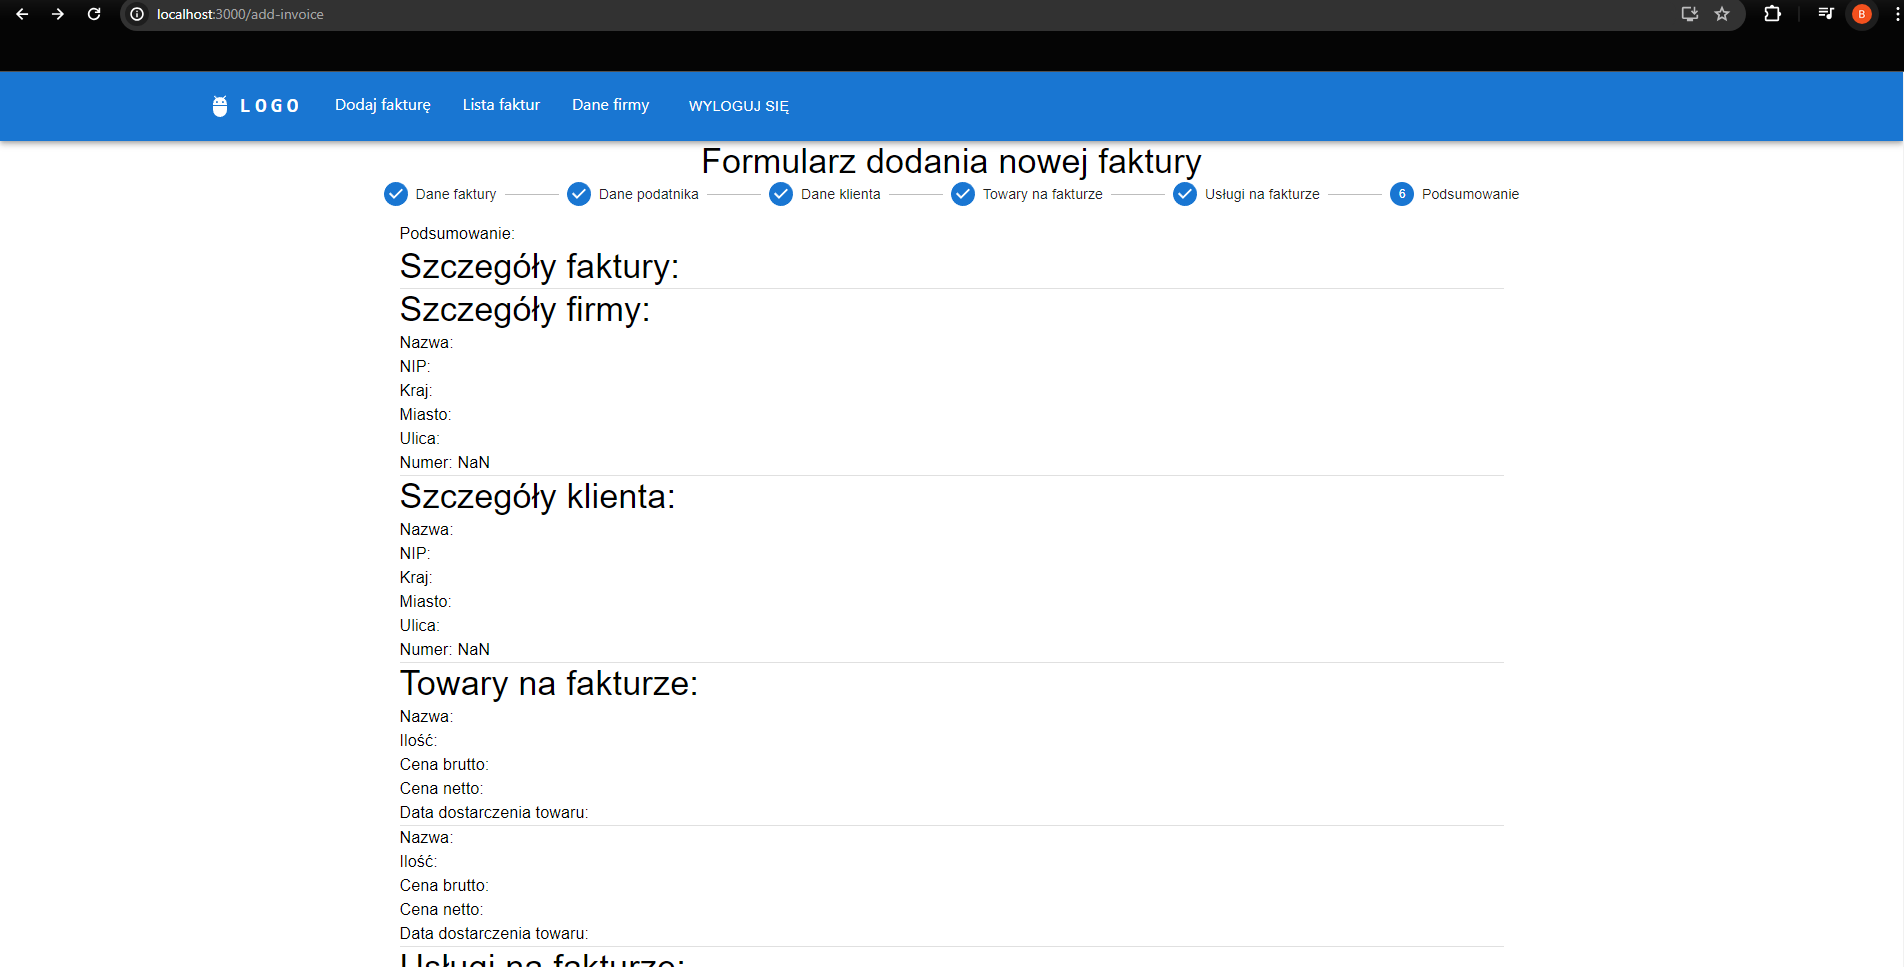 localhost:3000/add-invoice
B
LOGO Dodaj fakturę Lista faktur Dane firmy WYLOGUJ SIĘ
Formularz dodania nowej faktury
Dane faktury Dane podatnika Dane klienta Towary na fakturze Usługi na fakturze 6 Podsumowanie
Podsumowanie:
Szczegóły faktury:
Szczegóły firmy:
Nazwa:
NIP:
Kraj:
Miasto:
Ulica:
Numer: NaN
Szczegóły klienta:
Nazwa:
NIP:
Kraj:
Miasto:
Ulica:
Numer: NaN
Towary na fakturze:
Nazwa:
Ilość:
Cena brutto:
Cena netto:
Data dostarczenia towaru:
Nazwa:
Ilość:
Cena brutto:
Cena netto:
Data dostarczenia towaru:
Usługi na fakturze: